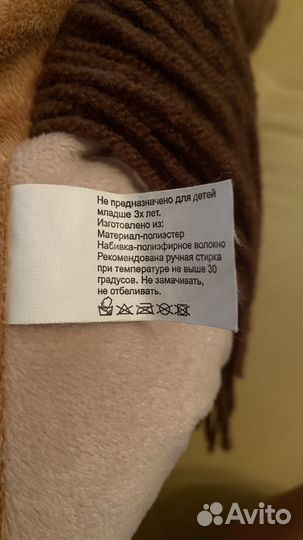 Не предназначено для детей
младше 3х лет.
Изготовлено из:
Материал-полиэстер
Набивка-полиэфирное волокно
Рекомендована ручная стирка
при температуре не выше 30
градусов. Не замачивать,
не отбеливать.
Avito